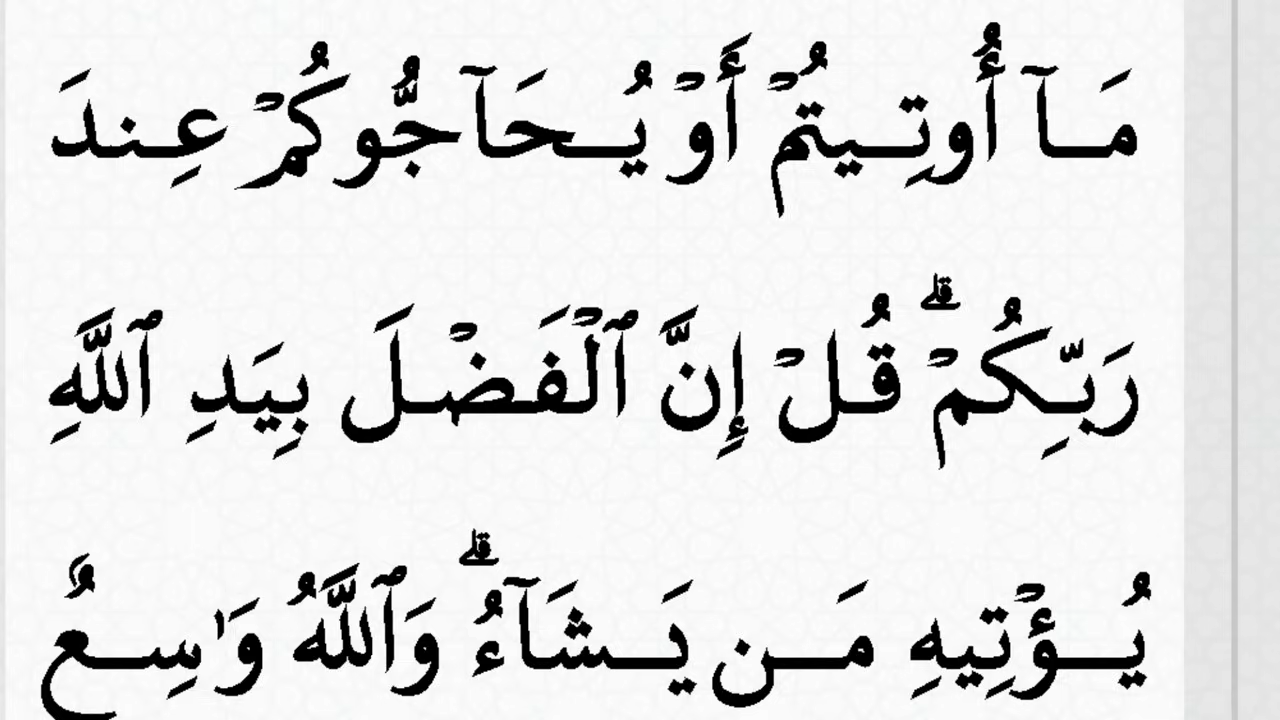 مَآ أُوتِيتُمْ أَوْ يُحَآجُّوكُمْ عِندَ
رَبِّكُمْ ۗ قُلْ إِنَّ ٱلْفَضْلَ بِيَدِ ٱللَّهِ
يُؤْتِيهِ مَن يَشَآءُ ۗ وَٱللَّهُ وَٰسِعٌ